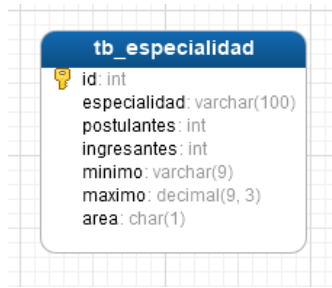 tb_especialidad
id: int
especialidad: varchar(100)
postulantes: int
ingresantes: int
minimo: varchar(9)
maximo: decimal(9, 3)
area: char(1)